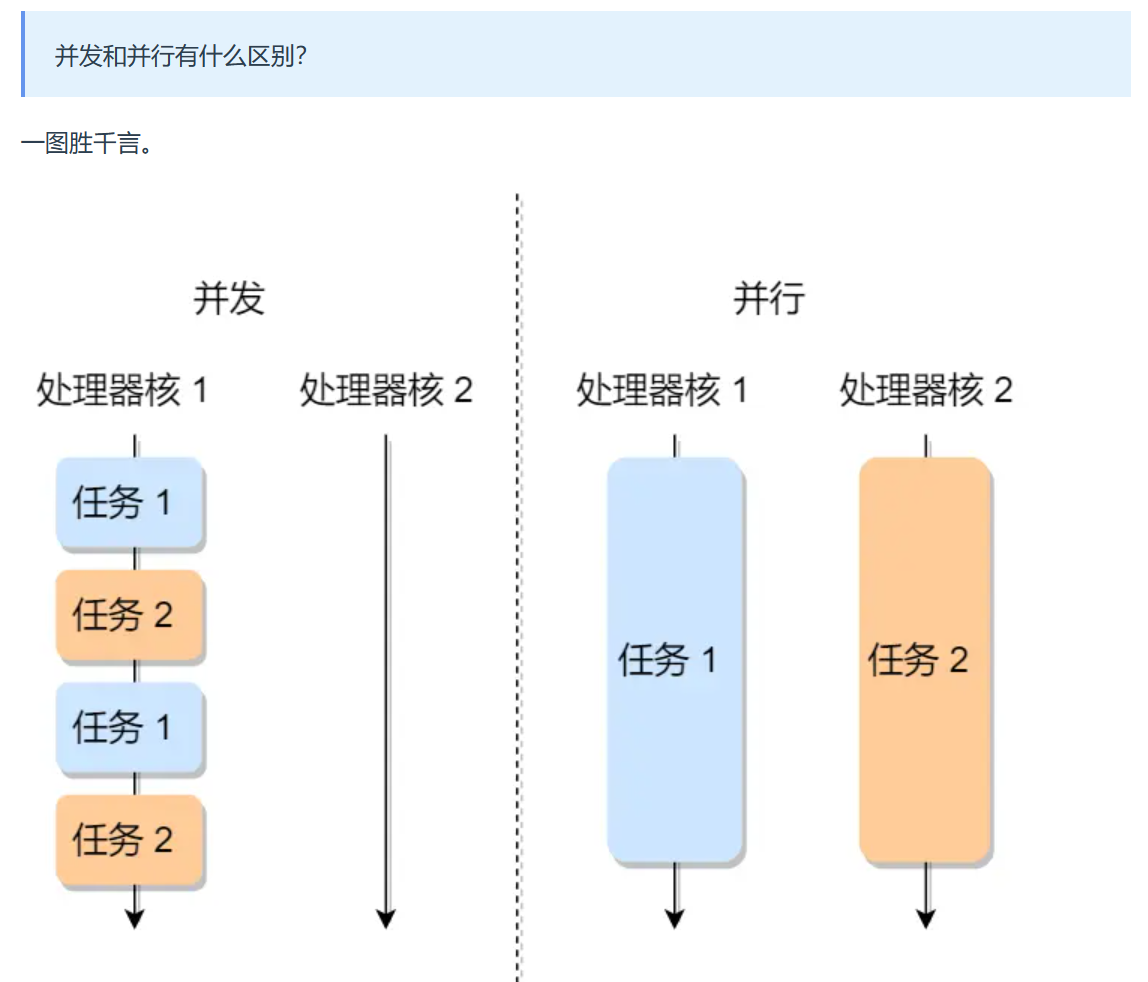 并发和并行有什么区别？
一图胜千言。
并发
并行
处理器核 1
处理器核 2
处理器核 1
处理器核 2
任务 1
任务 2
任务 1
任务 2
任务 1
任务 2